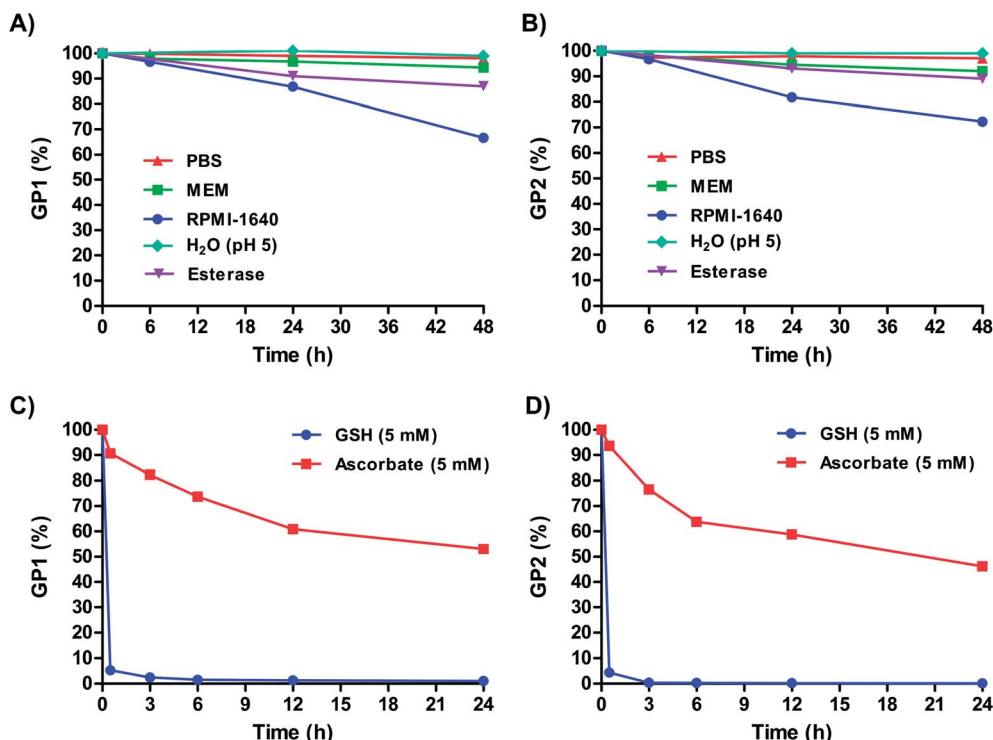 A)
100
90
80
70
60
50
40
30
20
10
0
GP1 (%)
PBS
MEM
RPMI-1640
H₂O (pH 5)
Esterase
0 6 12 18 24 30 36 42 48
Time (h)
B)
100
90
80
70
60
50
40
30
20
10
0
GP2 (%)
PBS
MEM
RPMI-1640
H₂O (pH 5)
Esterase
0 6 12 18 24 30 36 42 48
Time (h)
C)
100
90
80
70
60
50
40
30
20
10
0
GP1 (%)
GSH (5 mM)
Ascorbate (5 mM)
0 3 6 9 12 15 18 21 24
Time (h)
D)
100
90
80
70
60
50
40
30
20
10
0
GP2 (%)
GSH (5 mM)
Ascorbate (5 mM)
0 3 6 9 12 15 18 21 24
Time (h)